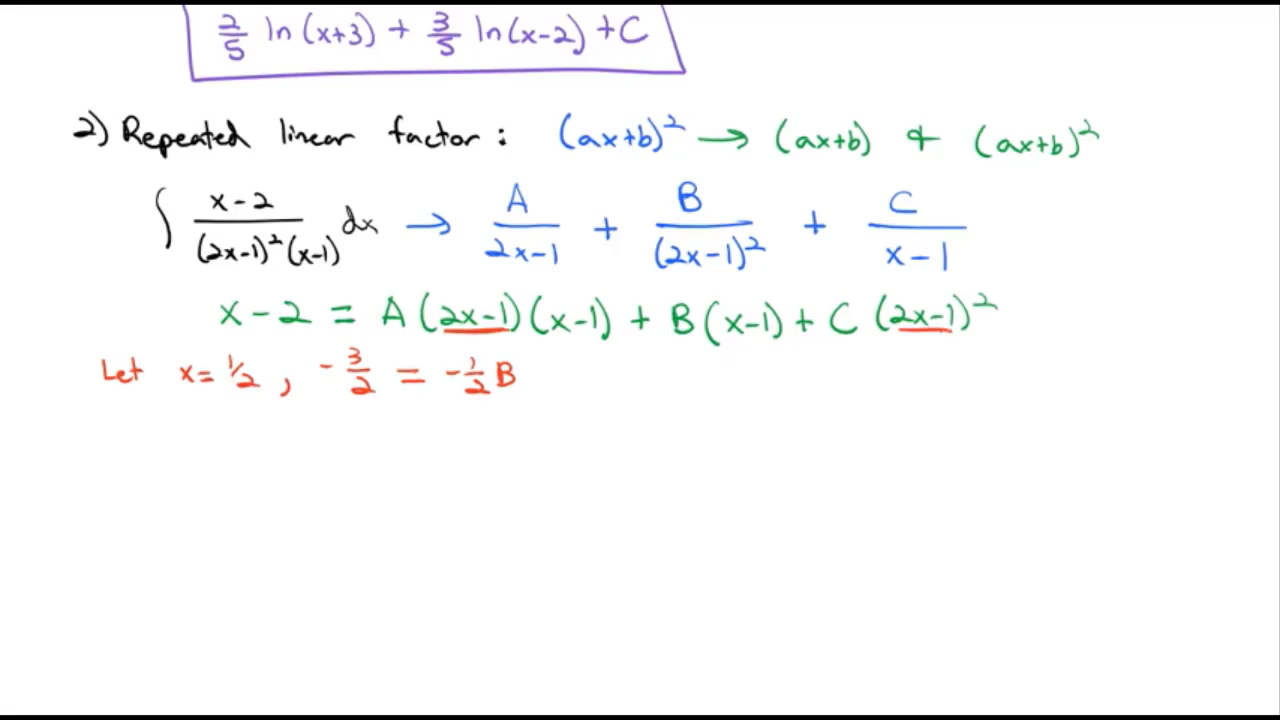 2/5 ln(x+3) + 3/5 ln(x-2) + C
2) Repeated linear factor: (ax+b)² → (ax+b) & (ax+b)²
∫ (x-2)/((2x-1)²(x-1)) dx → A/(2x-1) + B/(2x-1)² + C/(x-1)
x-2 = A(2x-1)(x-1) + B(x-1) + C(2x-1)²
Let x=1/2, -3/2 = -1/2 B